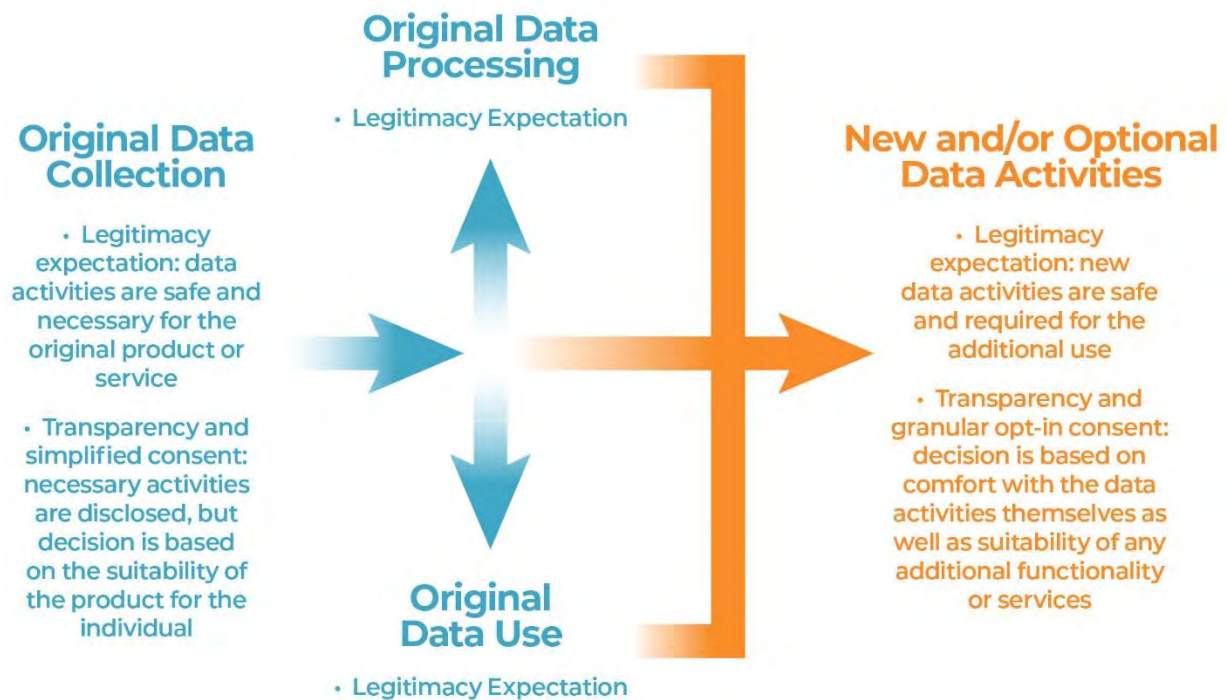 Original Data
Collection
• Legitimacy
expectation: data
activities are safe and
necessary for the
original product or
service
• Transparency and
simplified consent:
necessary activities
are disclosed, but
decision is based
on the suitability of
the product for the
individual
Original Data
Processing
• Legitimacy Expectation
Original
Data Use
• Legitimacy Expectation
New and/or Optional
Data Activities
• Legitimacy
expectation: new
data activities are safe
and required for the
additional use
• Transparency and
granular opt-in consent:
decision is based on
comfort with the data
activities themselves as
well as suitability of any
additional functionality
or services